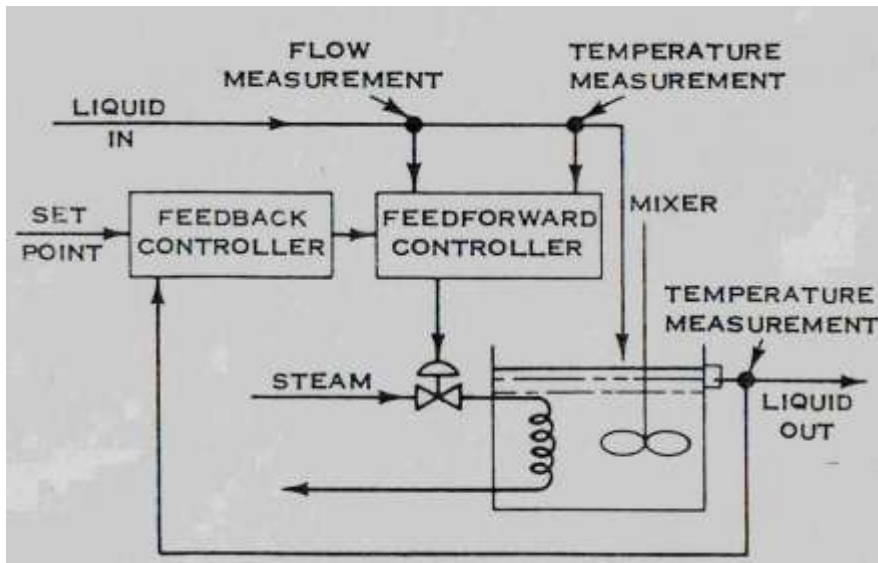 FLOW
MEASUREMENT
TEMPERATURE
MEASUREMENT
LIQUID
IN
SET
POINT
FEEDBACK
CONTROLLER
FEEDFORWARD
CONTROLLER
MIXER
TEMPERATURE
MEASUREMENT
STEAM
LIQUID
OUT